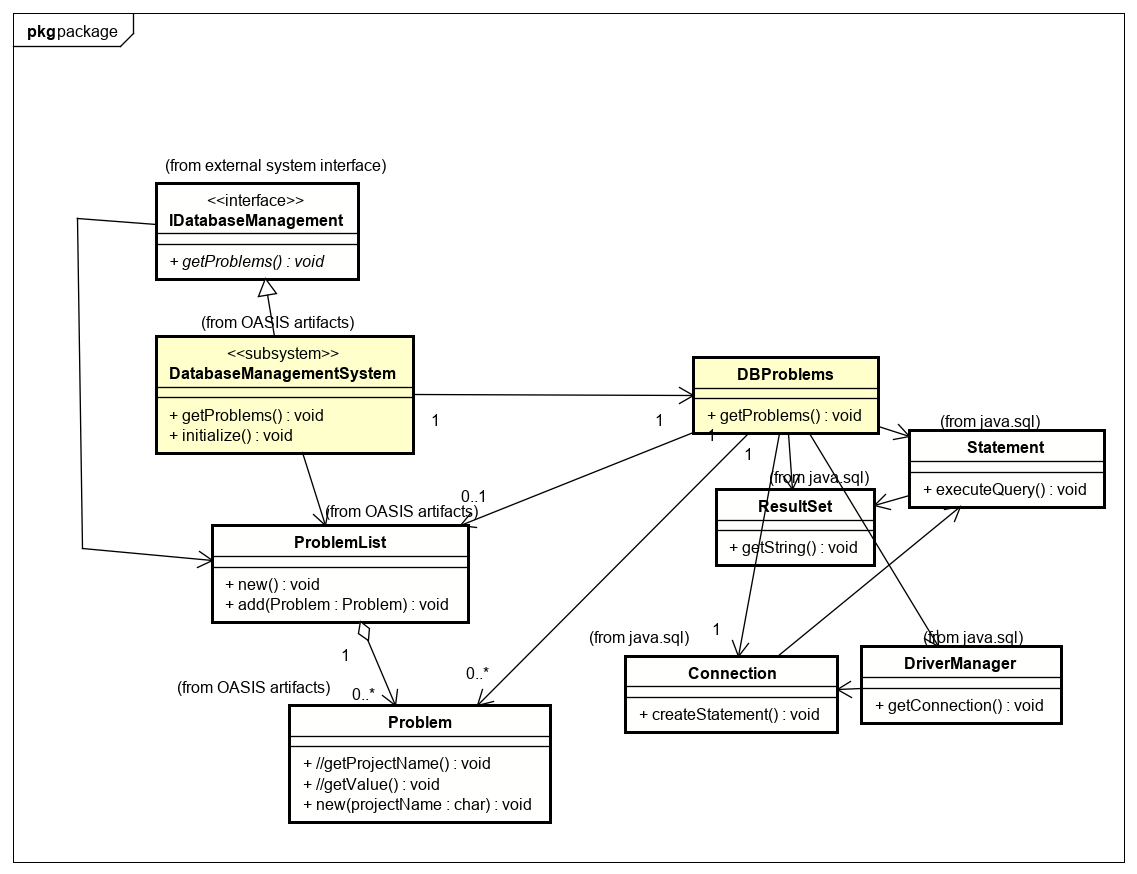 pkg package
(from external system interface)
<<interface>>
IDatabaseManagement
+ getProblems() : void
(from OASIS artifacts)
<<subsystem>>
DatabaseManagementSystem
+ getProblems() : void
+ initialize() : void
1
1
DBProblems
+ getProblems() : void
1
1
(from java.sql)
Statement
+ executeQuery() : void
(from java.sql)
ResultSet
+ getString() : void
0..1
(from OASIS artifacts)
ProblemList
+ new() : void
+ add(Problem : Problem) : void
1
0..*
0..*
(from OASIS artifacts)
Problem
+ //getProjectName() : void
+ //getValue() : void
+ new(projectName : char) : void
1
(from java.sql)
Connection
+ createStatement() : void
(from java.sql)
DriverManager
+ getConnection() : void